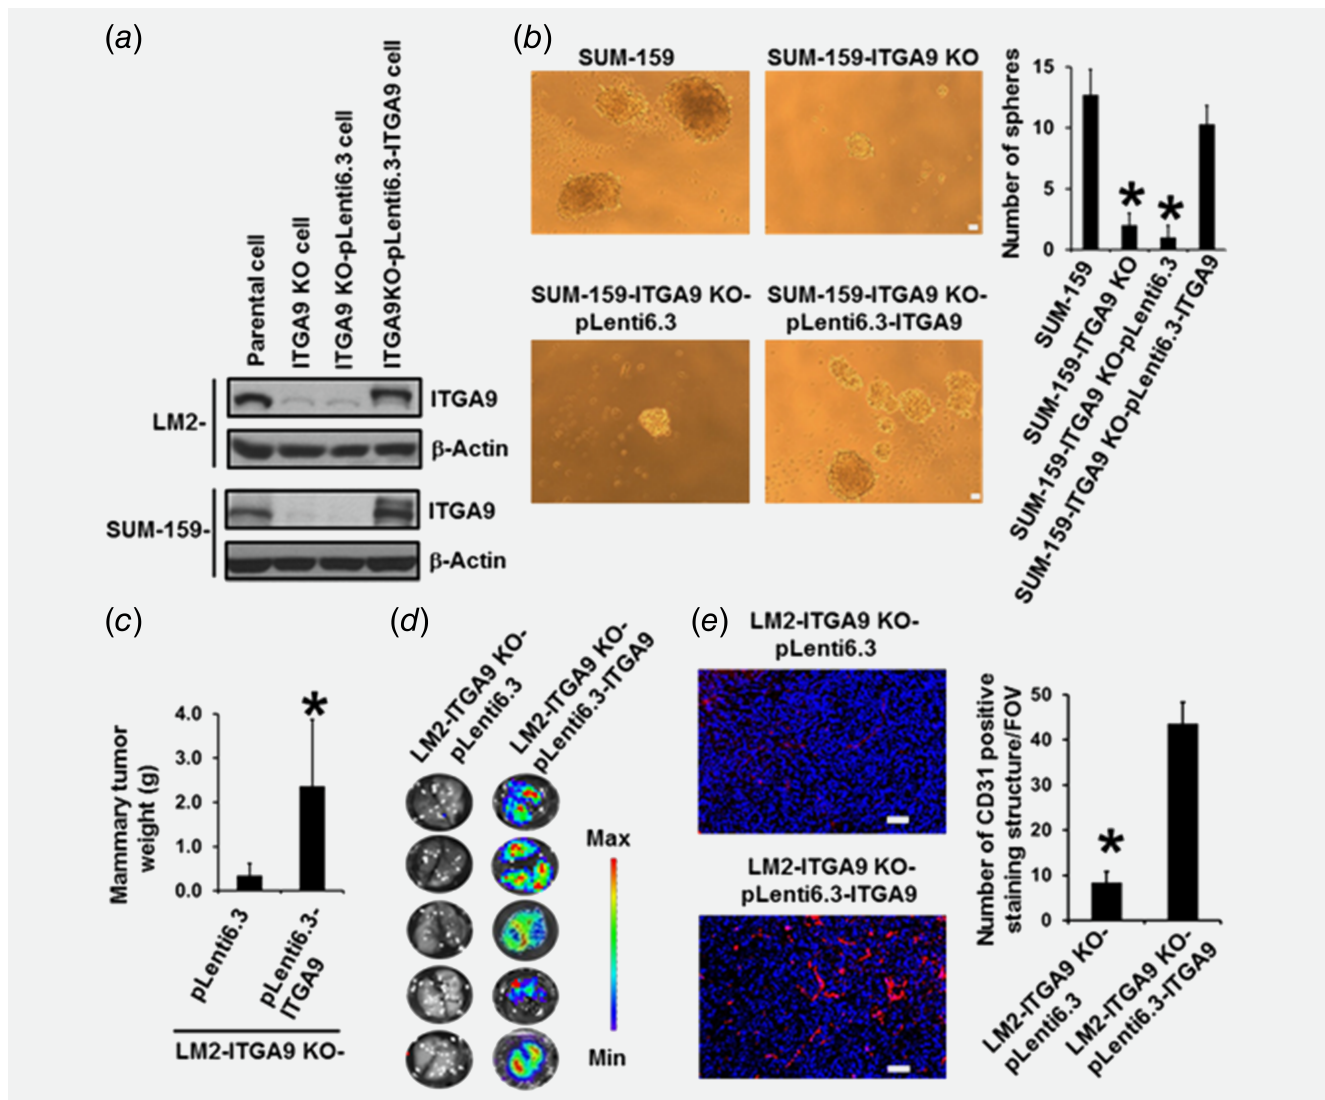 (a)
Parental cell
ITGA9 KO cell
ITGA9 KO-pLenti6.3 cell
ITGA9KO-pLenti6.3-ITGA9 cell
LM2-
ITGA9
β-Actin
SUM-159-
ITGA9
β-Actin
(b)
SUM-159
SUM-159-ITGA9 KO
SUM-159-ITGA9 KO-
pLenti6.3
SUM-159-ITGA9 KO-
pLenti6.3-ITGA9
Number of spheres
15
10
5
0
*
*
SUM-159
SUM-159-ITGA9 KO
SUM-159-ITGA9 KO-pLenti6.3
SUM-159-ITGA9 KO-pLenti6.3-ITGA9
(c)
Mammary tumor
weight (g)
4.0
3.0
2.0
1.0
0.0
*
pLenti6.3
pLenti6.3-
ITGA9
LM2-ITGA9 KO-
(d)
LM2-ITGA9 KO-
pLenti6.3
LM2-ITGA9 KO-
pLenti6.3-ITGA9
Max
Min
(e)
LM2-ITGA9 KO-
pLenti6.3
LM2-ITGA9 KO-
pLenti6.3-ITGA9
Number of CD31 positive
staining structure/FOV
50
40
30
20
10
0
*
LM2-ITGA9 KO-
pLenti6.3
LM2-ITGA9 KO-
pLenti6.3-ITGA9